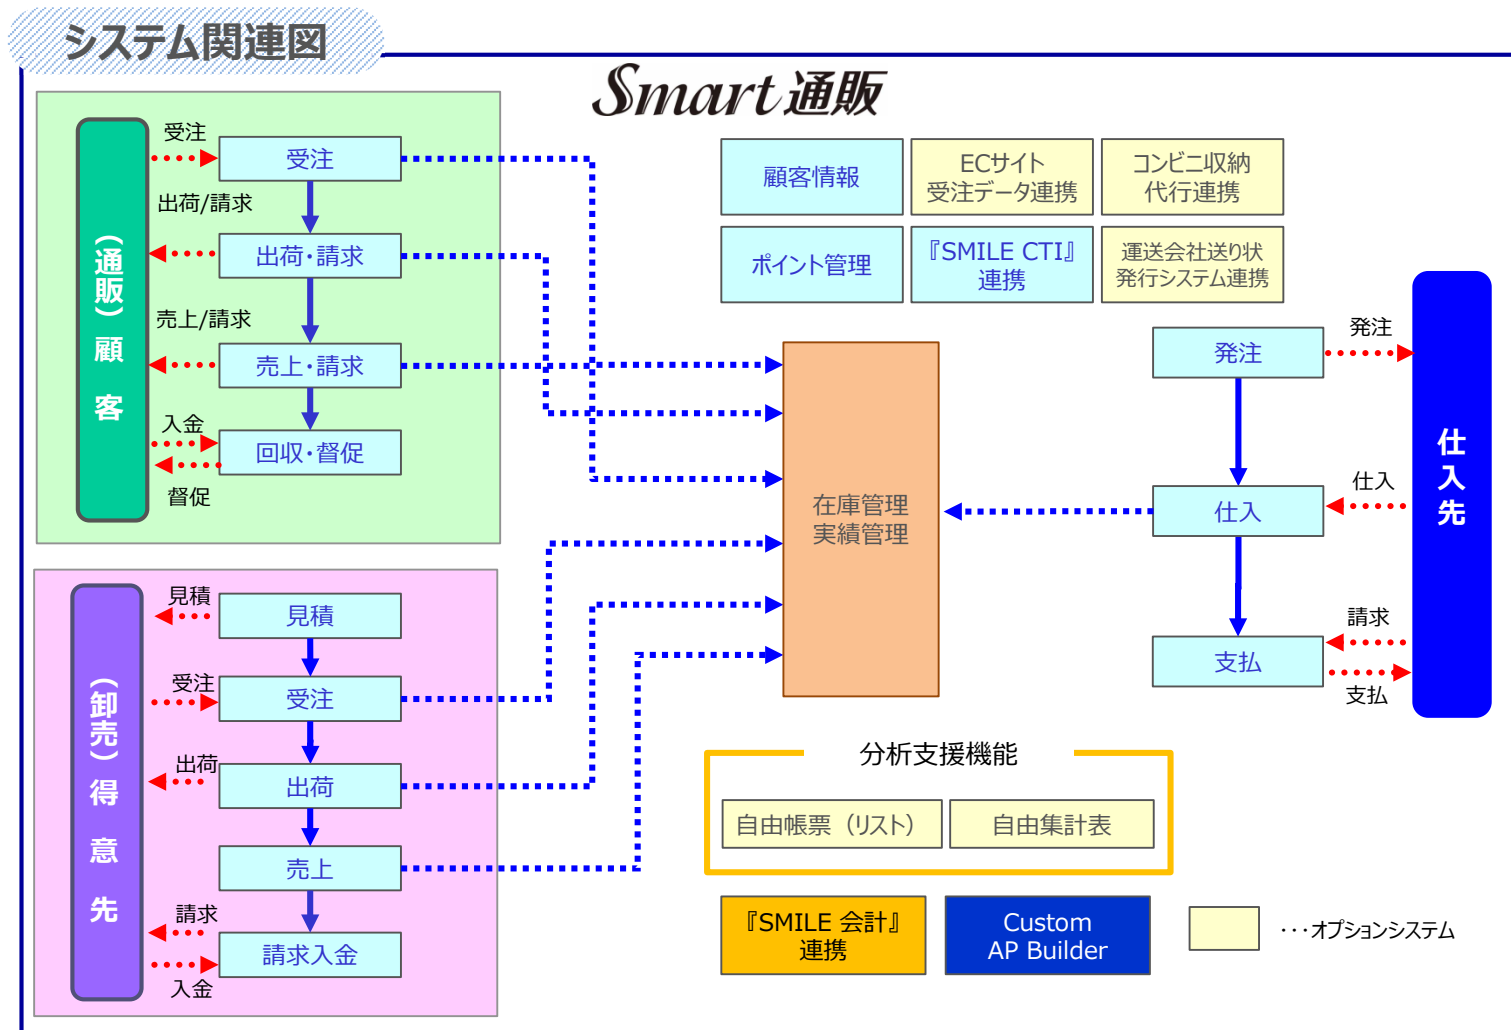 システム関連図
Smart通販
(通販)顧客
受注
受注
出荷/請求
出荷・請求
売上/請求
売上・請求
入金
回収・督促
督促
(卸売)得意先
見積
見積
受注
受注
出荷
出荷
売上
請求
請求入金
入金
顧客情報
ECサイト
受注データ連携
コンビニ収納
代行連携
ポイント管理
『SMILE CTI』
連携
運送会社送り状
発行システム連携
在庫管理
実績管理
発注
発注
仕入
仕入
請求
支払
支払
仕入先
分析支援機能
自由帳票（リスト）
自由集計表
『SMILE 会計』
連携
Custom
AP Builder
･･･オプションシステム